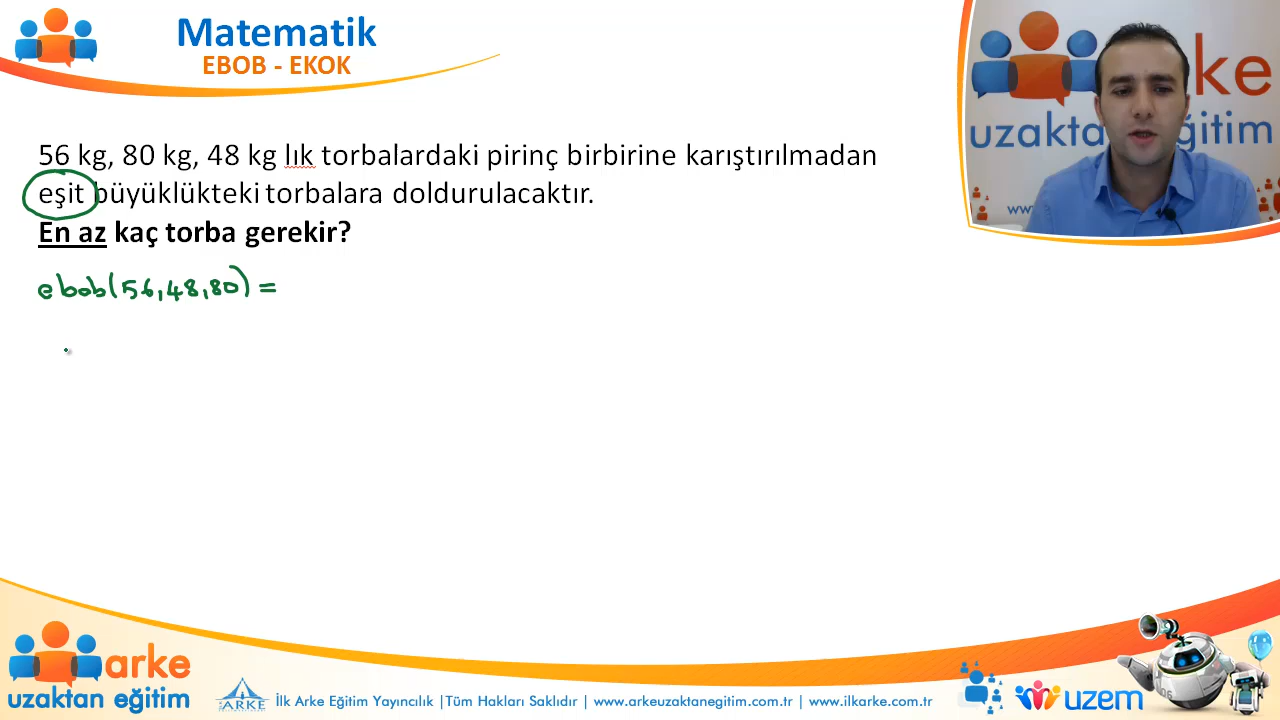 Matematik
EBOB - EKOK
ke
uzaktan eğitim
www
56 kg, 80 kg, 48 kg lık torbalardaki pirinç birbirine karıştırılmadan
eşit büyüklükteki torbalara doldurulacaktır.
En az kaç torba gerekir?
ebob(56,48,80) =
arke
uzaktan eğitim
ARKE
İlk Arke Eğitim Yayıncılık |Tüm Hakları Saklıdır | www.arkeuzaktanegitim.com.tr | www.ilkarke.com.tr
uzem